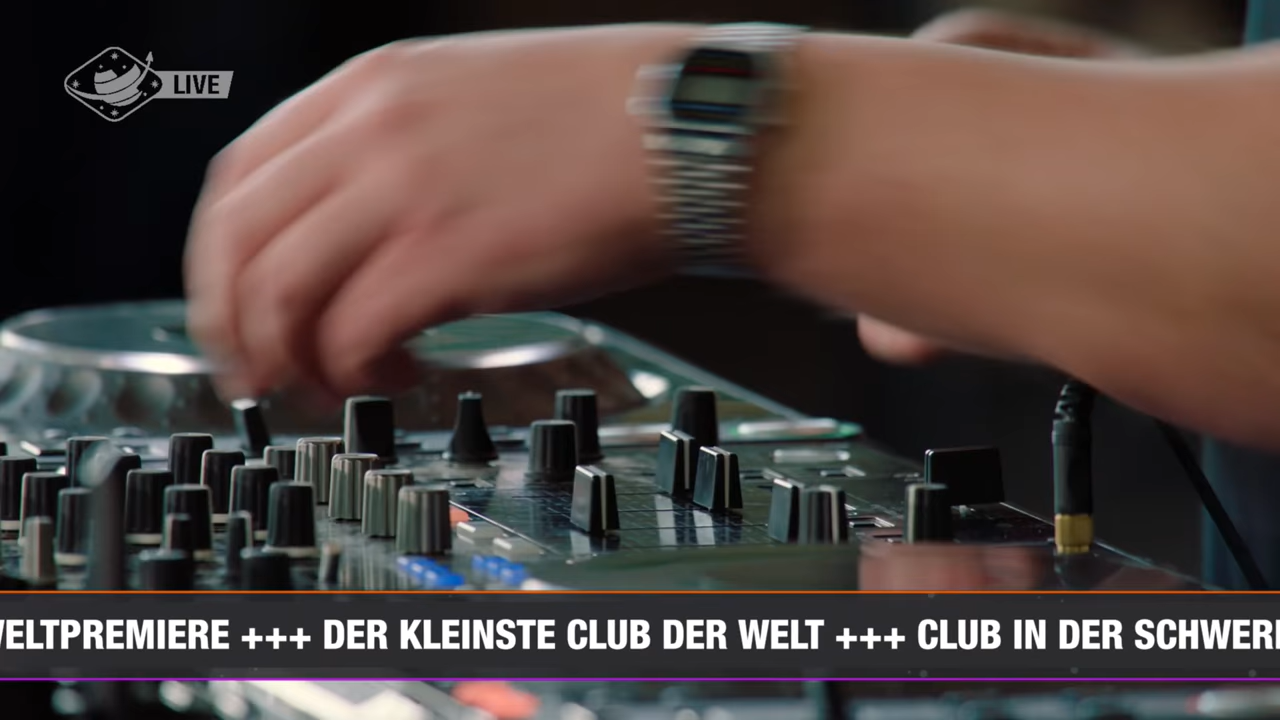 LIVE
WELTPREMIERE +++ DER KLEINSTE CLUB DER WELT +++ CLUB IN DER